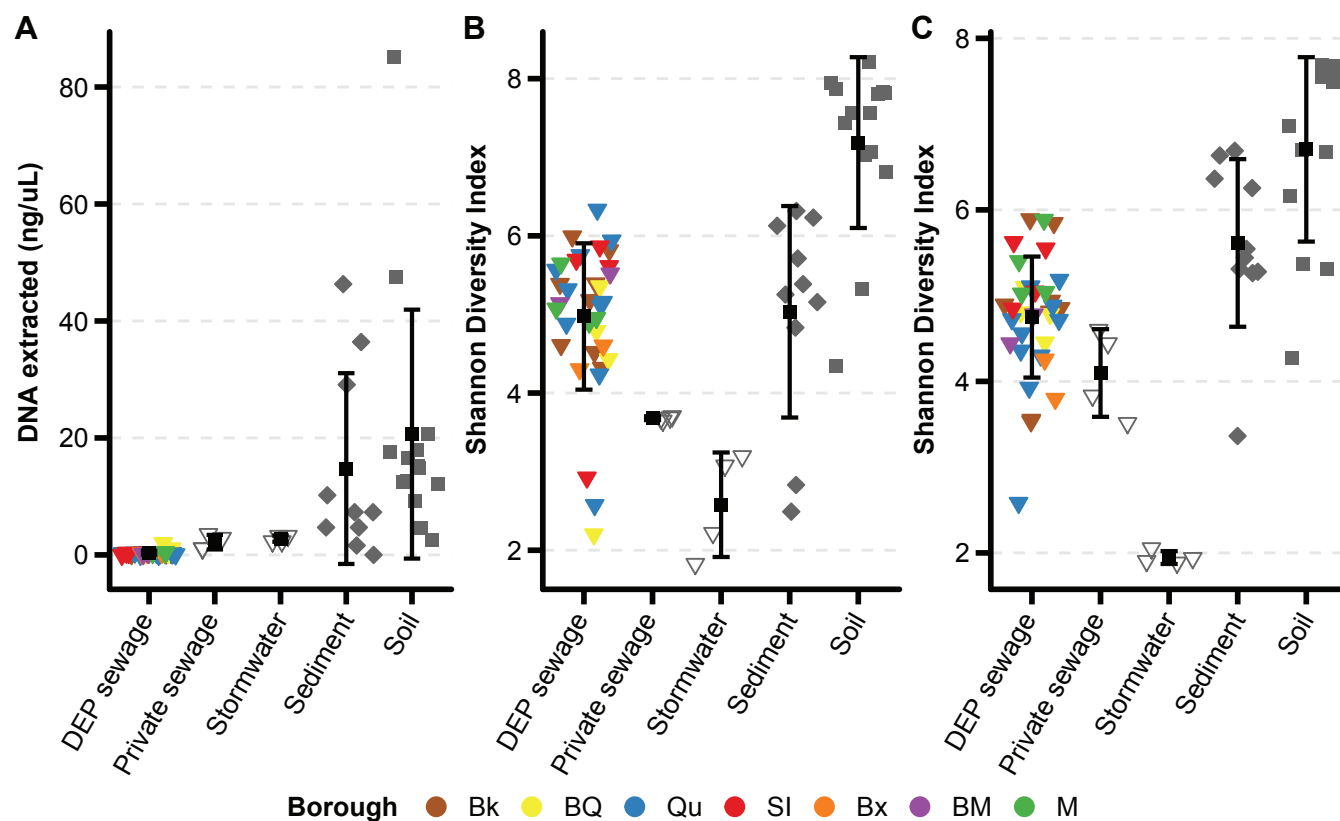 A
DNA extracted (ng/uL)
80
60
40
20
0
DEP sewage
Private sewage
Stormwater
Sediment
Soil
B
Shannon Diversity Index
8
6
4
2
DEP sewage
Private sewage
Stormwater
Sediment
Soil
C
Shannon Diversity Index
8
6
4
2
DEP sewage
Private sewage
Stormwater
Sediment
Soil
Borough Bk BQ Qu SI Bx BM M